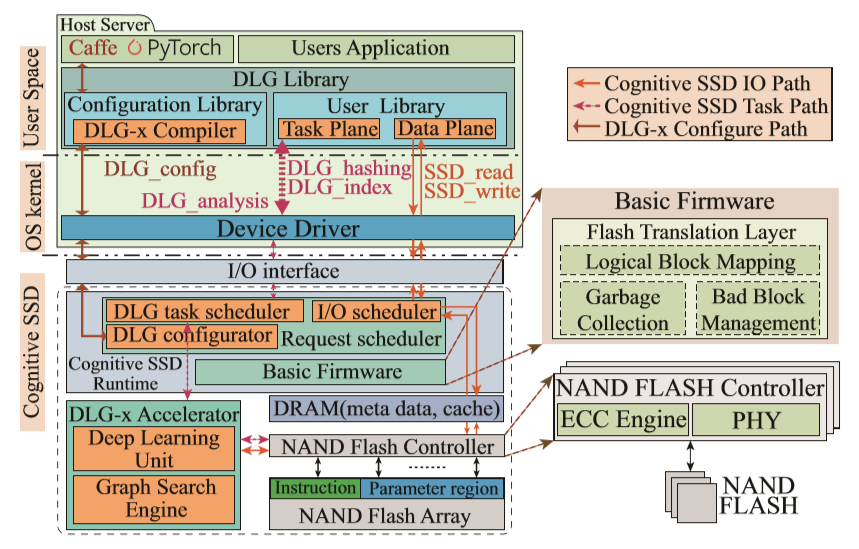 Host Server
Caffe PyTorch
Users Application
DLG Library
Configuration Library
DLG-x Compiler
User Library
Task Plane
Data Plane
User Space
OS kernel
Cognitive SSD
DLG_config
DLG_analysis
DLG_hashing
DLG_index
SSD_read
SSD_write
Device Driver
I/O interface
DLG task scheduler
I/O scheduler
DLG configurator
Request scheduler
Cognitive SSD
Runtime
Basic Firmware
DLG-x Accelerator
Deep Learning
Unit
Graph Search
Engine
DRAM(meta data, cache)
NAND Flash Controller
Instruction
Parameter region
NAND Flash Array
Cognitive SSD IO Path
Cognitive SSD Task Path
DLG-x Configure Path
Basic Firmware
Flash Translation Layer
Logical Block Mapping
Garbage
Collection
Bad Block
Management
NAND FLASH Controller
ECC Engine
PHY
NAND
FLASH